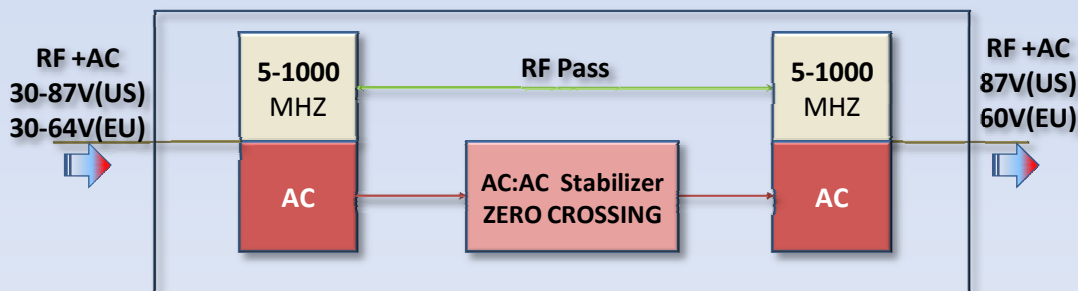 RF +AC
30-87V(US)
30-64V(EU)
5-1000
MHZ
RF Pass
5-1000
MHZ
RF +AC
87V(US)
60V(EU)
AC
AC:AC Stabilizer
ZERO CROSSING
AC